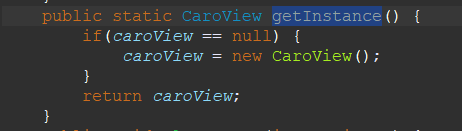 public static CaroView getInstance() {
if(caroView == null) {
caroView = new CaroView();
}
return caroView;
}